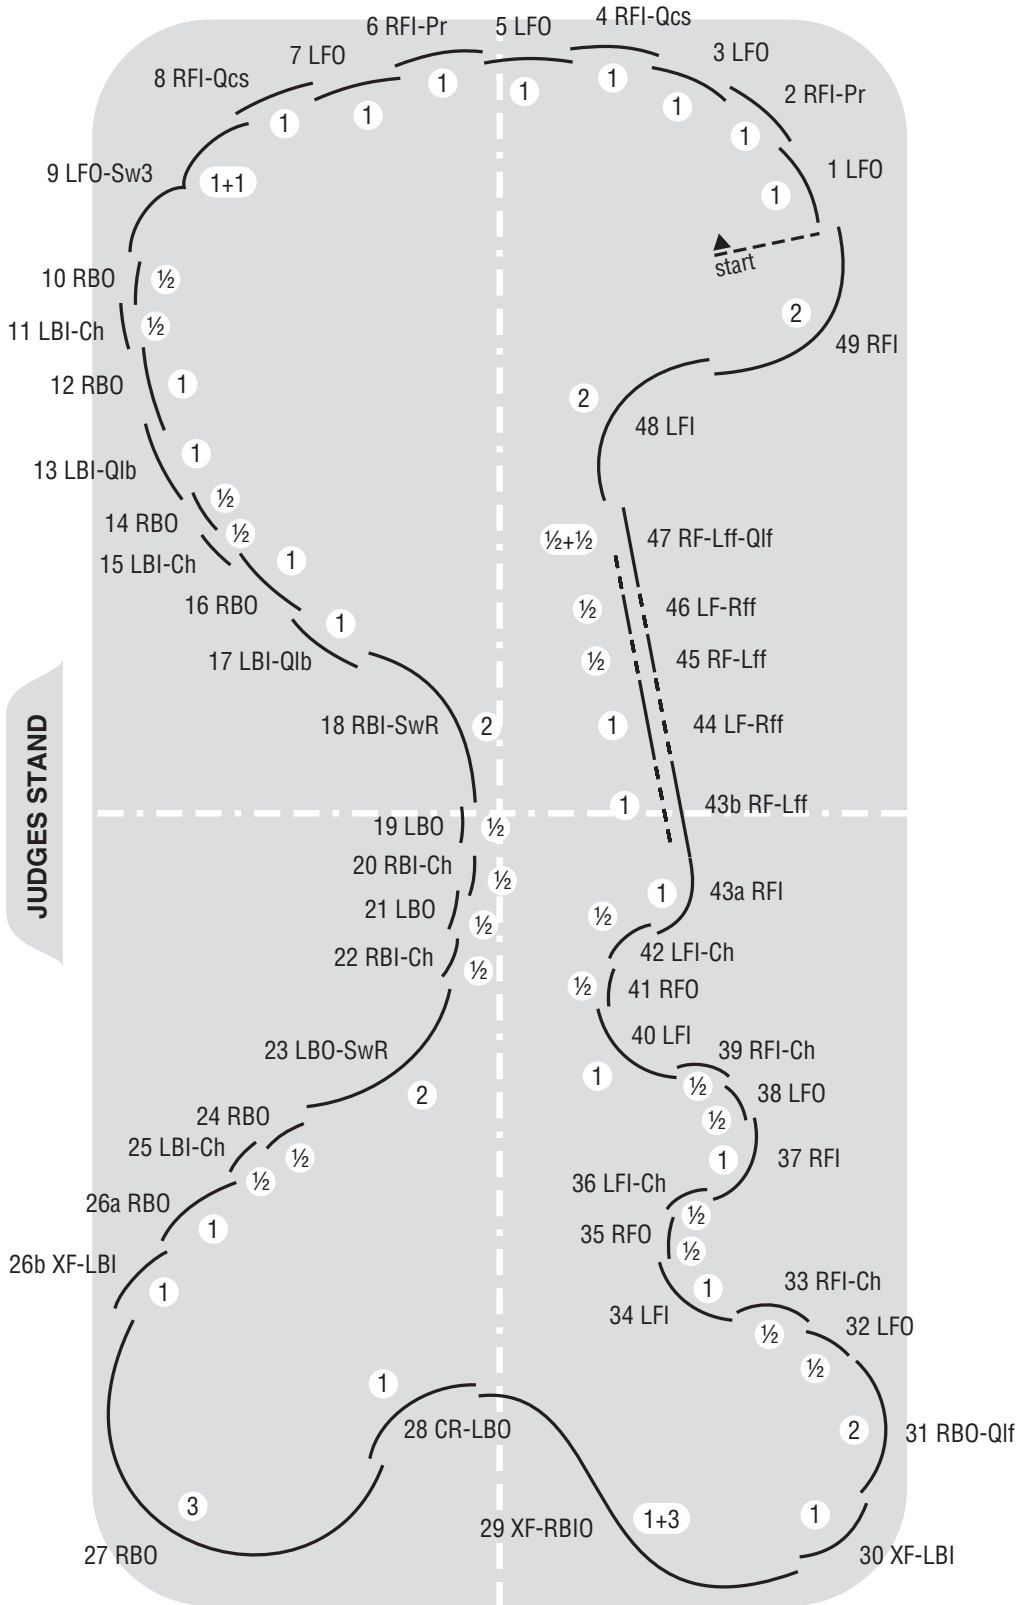 start
1 LFO
1
2 RFI-Pr
1
3 LFO
1
4 RFI-Qcs
1
5 LFO
1
6 RFI-Pr
1
7 LFO
1
8 RFI-Qcs
1
9 LFO-Sw3
1+1
10 RBO
½
11 LBI-Ch
½
12 RBO
1
13 LBI-Qlb
1
14 RBO
½
15 LBI-Ch
½
16 RBO
1
17 LBI-Qlb
1
18 RBI-SwR
2
19 LBO
½
20 RBI-Ch
½
21 LBO
½
22 RBI-Ch
½
23 LBO-SwR
2
24 RBO
½
25 LBI-Ch
½
26a RBO
1
26b XF-LBI
1
27 RBO
3
28 CR-LBO
1
29 XF-RBIO
1+3
30 XF-LBI
1
31 RBO-Qlf
2
32 LFO
½
33 RFI-Ch
½
34 LFI
1
35 RFO
½
36 LFI-Ch
½
37 RFI
1
38 LFO
½
39 RFI-Ch
½
40 LFI
1
41 RFO
½
42 LFI-Ch
½
43a RFI
1
43b RF-Lff
1
44 LF-Rff
1
45 RF-Lff
½
46 LF-Rff
½
47 RF-Lff-Qlf
½+½
48 LFI
2
49 RFI
2
JUDGES STAND